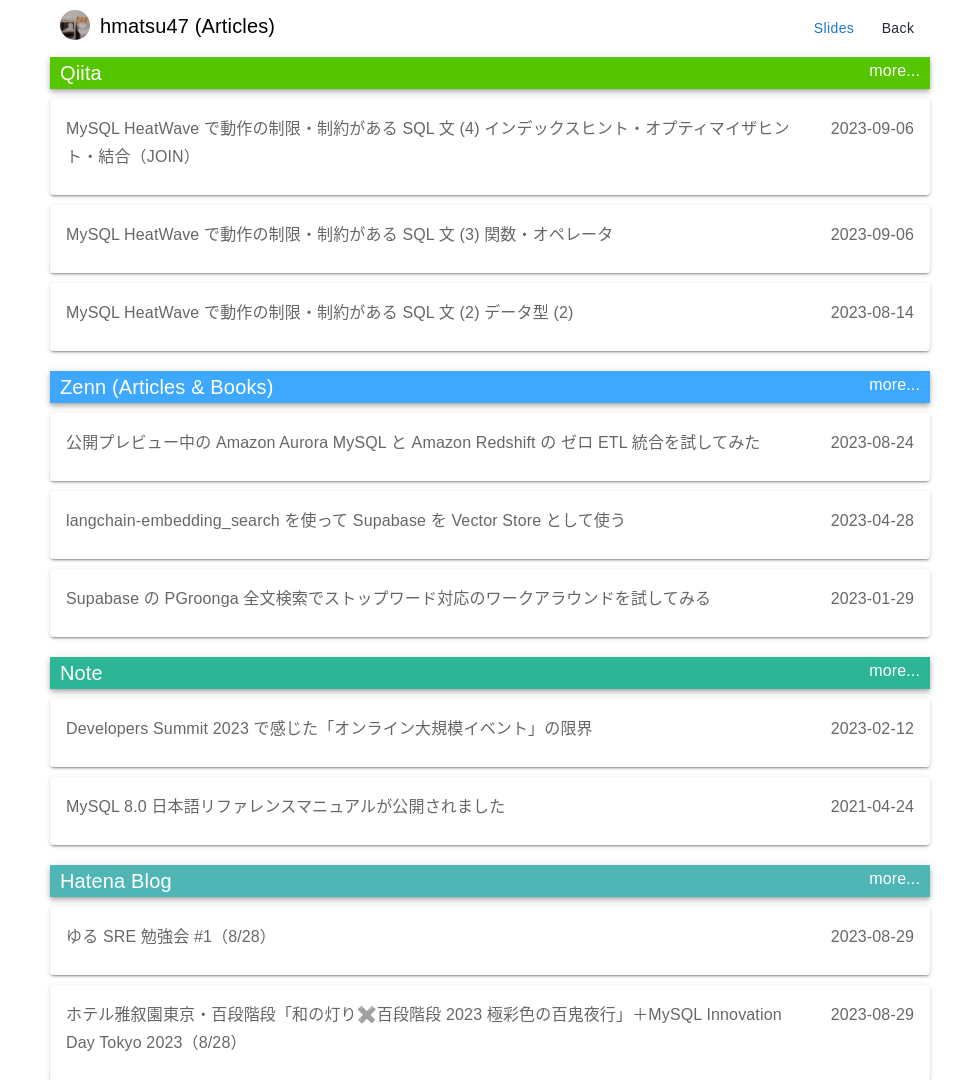 hmatsu47 (Articles)
Slides
Back
Qiita
more...
MySQL HeatWave で動作の制限・制約がある SQL 文 (4) インデックスヒント・オプティマイザヒン
ト・結合（JOIN）
2023-09-06
MySQL HeatWave で動作の制限・制約がある SQL 文 (3) 関数・オペレータ
2023-09-06
MySQL HeatWave で動作の制限・制約がある SQL 文 (2) データ型 (2)
2023-08-14
Zenn (Articles & Books)
more...
公開プレビュー中の Amazon Aurora MySQL と Amazon Redshift の ゼロ ETL 統合を試してみた
2023-08-24
langchain-embedding_search を使って Supabase を Vector Store として使う
2023-04-28
Supabase の PGroonga 全文検索でストップワード対応のワークアラウンドを試してみる
2023-01-29
Note
more...
Developers Summit 2023 で感じた「オンライン大規模イベント」の限界
2023-02-12
MySQL 8.0 日本語リファレンスマニュアルが公開されました
2021-04-24
Hatena Blog
more...
ゆる SRE 勉強会 #1（8/28）
2023-08-29
ホテル雅叙園東京・百段階段「和の灯り✖️百段階段 2023 極彩色の百鬼夜行」＋MySQL Innovation
Day Tokyo 2023（8/28）
2023-08-29